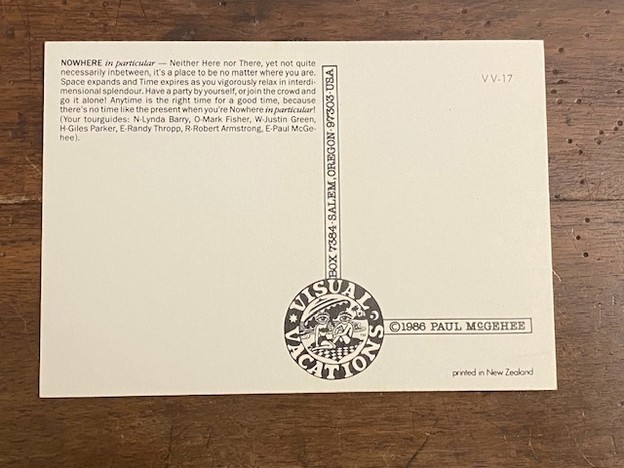 NOWHERE in particular — Neither Here nor There, yet not quite
necessarily inbetween, it's a place to be no matter where you are.
Space expands and Time expires as you vigorously relax in interdi-
mensional splendour. Have a party by yourself, or join the crowd and
go it alone! Anytime is the right time for a good time, because
there's no time like the present when you're Nowhere in particular!
(Your tourguides: N-Lynda Barry, O-Mark Fisher, W-Justin Green,
H-Giles Parker, E-Randy Thropp, R-Robert Armstrong, E-Paul McGe-
hee).
VV-17
BOX 7384·SALEM, OREGON·97303·USA
VISUAL
VACATIONS
©1986 PAUL McGEHEE
printed in New Zealand